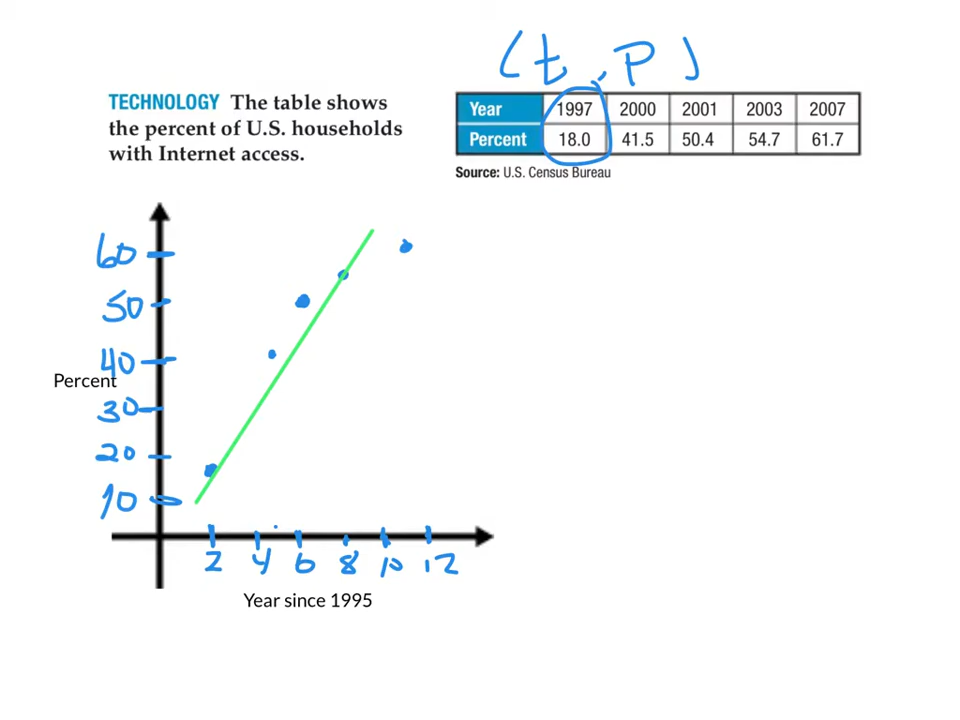 (t, P)
TECHNOLOGY The table shows
the percent of U.S. households
with Internet access.
Year 1997 2000 2001 2003 2007
Percent 18.0 41.5 50.4 54.7 61.7
Source: U.S. Census Bureau
60
50
40
Percent
30
20
10
2 4 6 8 10 12
Year since 1995